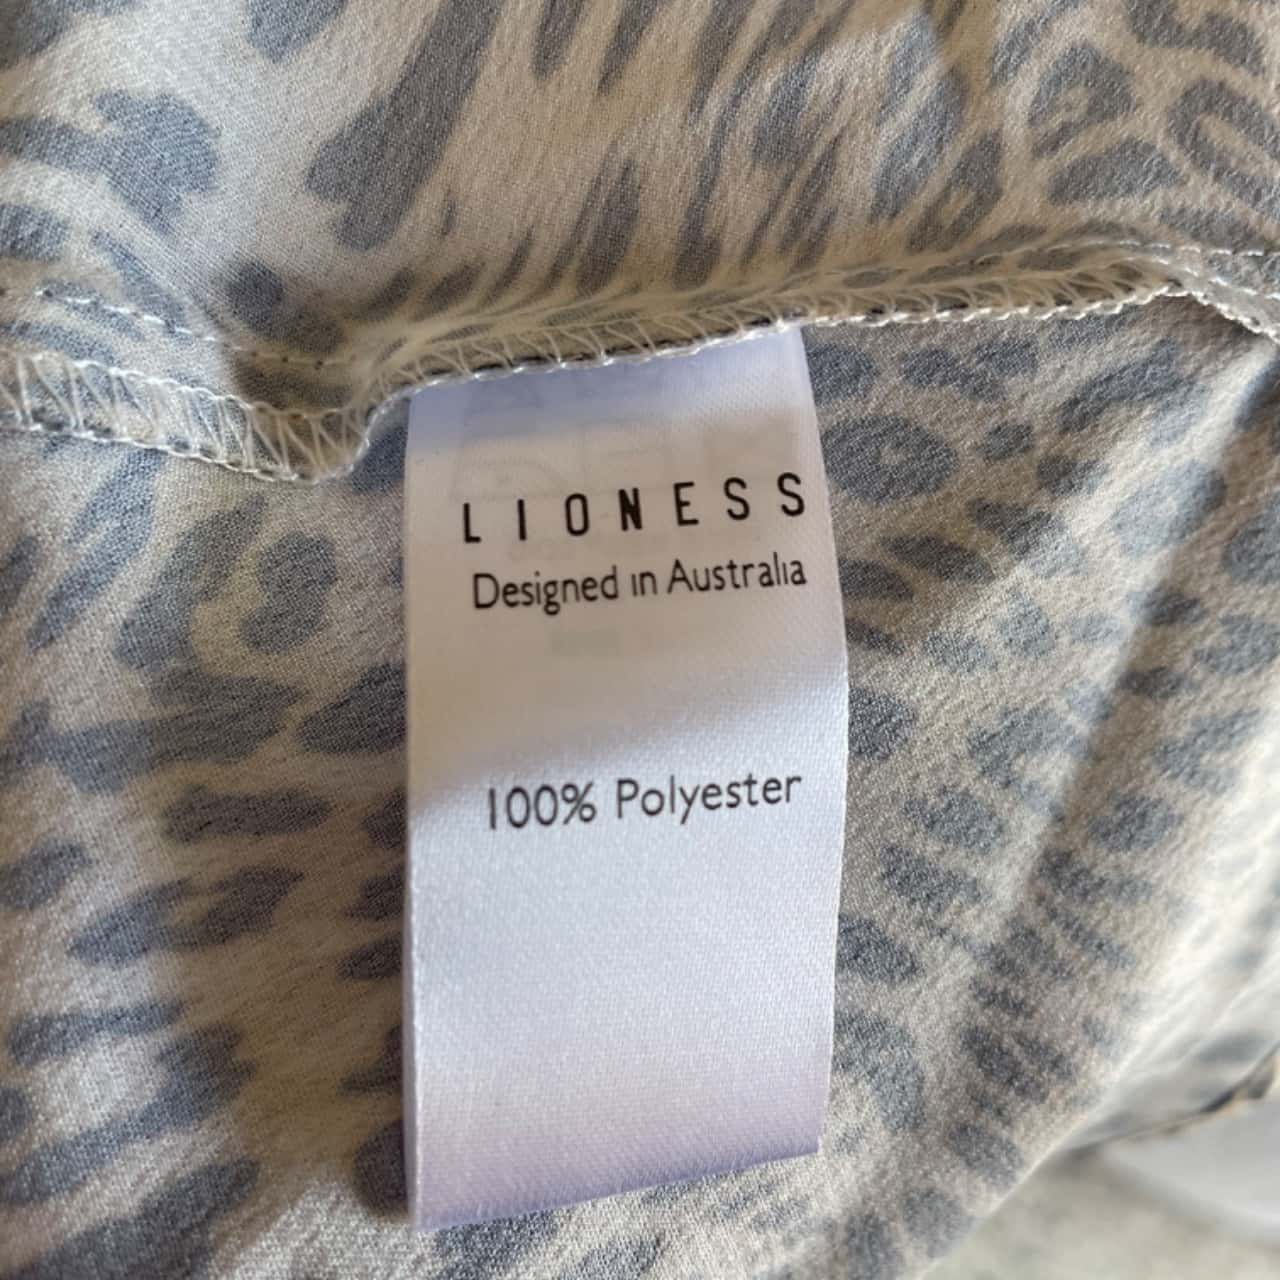 LIONESS
Designed in Australia
100% Polyester